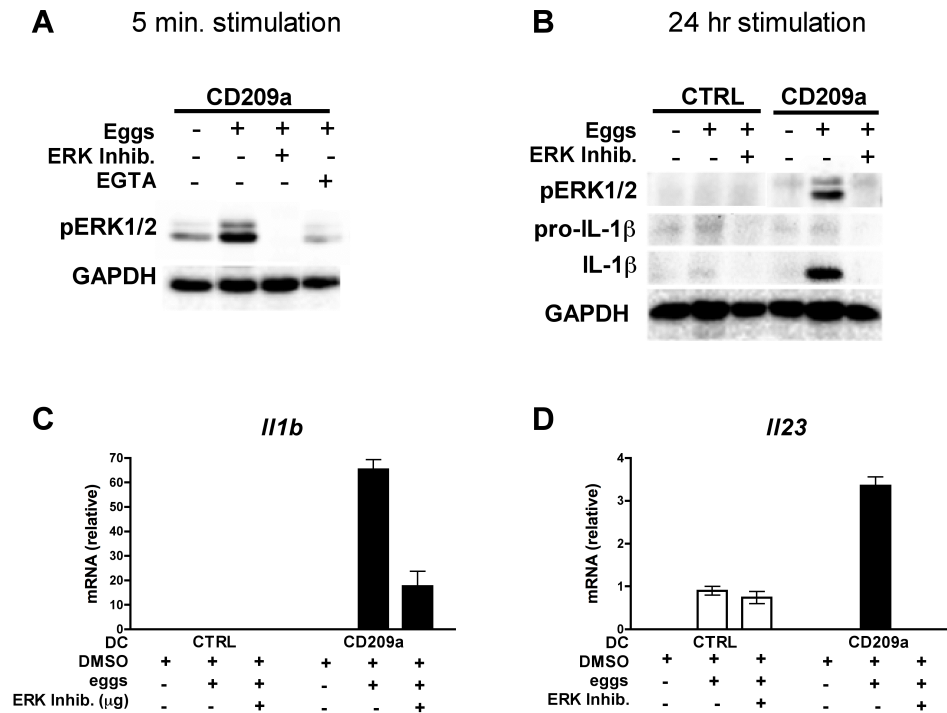 A 5 min. stimulation
CD209a
Eggs - + + +
ERK Inhib. - - + -
EGTA - - - +
pERK1/2
GAPDH
B 24 hr stimulation
CTRL CD209a
Eggs - + + - + +
ERK Inhib. - - + - - +
pERK1/2
pro-IL-1β
IL-1β
GAPDH
C Il1b
mRNA (relative)
70
60
50
40
30
20
10
0
DC CTRL CD209a
DMSO + + + + + +
eggs - + + - + +
ERK Inhib. (μg) - - + - - +
D Il23
mRNA (relative)
4
3
2
1
0
DC CTRL CD209a
DMSO + + + + + +
eggs - + + - + +
ERK Inhib. - - + - - +